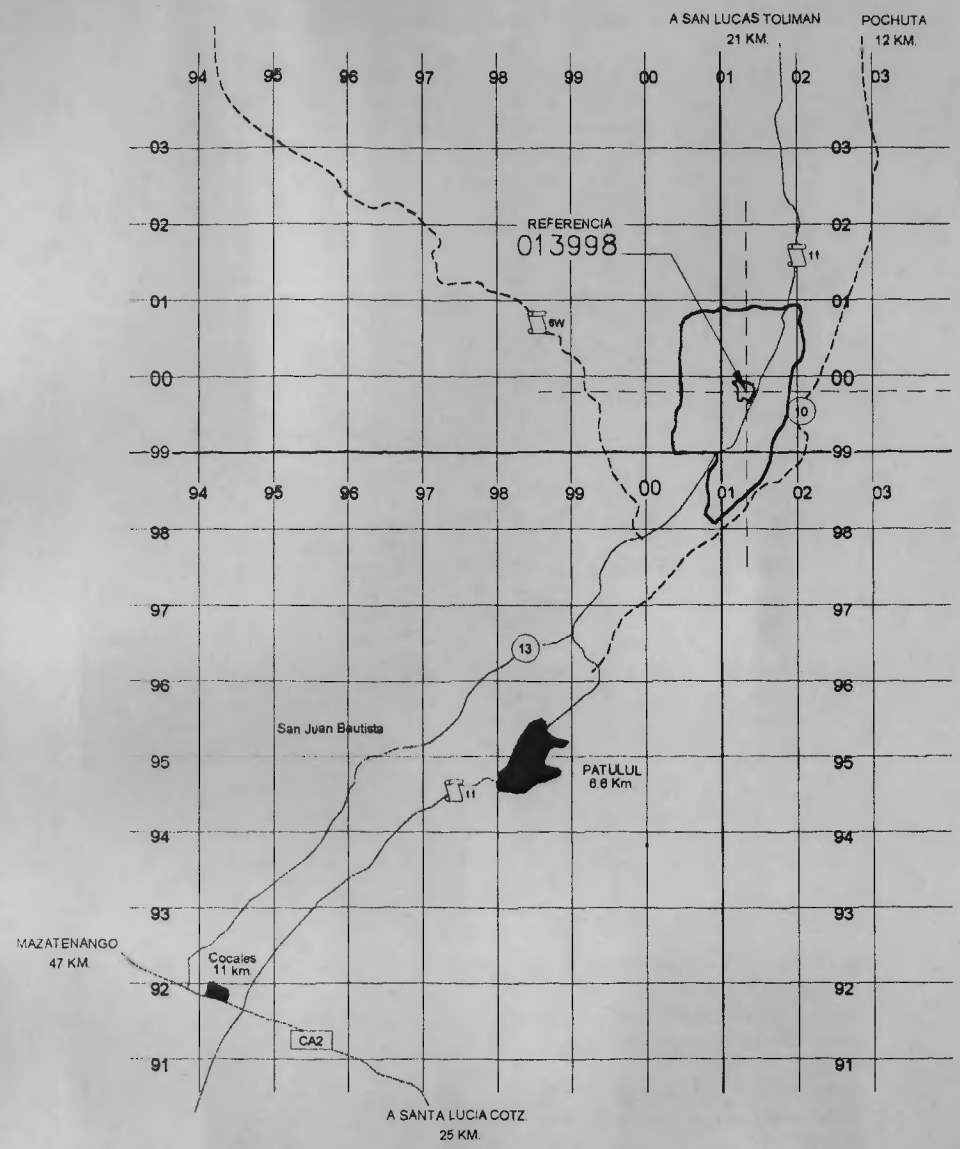 A SAN LUCAS TOLIMAN
21 KM.
POCHUTA
12 KM.
94 95 96 97 98 99 00 01 02 03
03 03
02 02
REFERENCIA
013998
11
01 01
6W
00 00
10
99 99
94 95 96 97 98 99 00 01 02 03
98 98
97 97
13
96 96
San Juan Bautista
95 95
PATULUL
6.6 Km
11
94 94
93 93
MAZATENANGO
47 KM.
Cocales
11 km
92 92
CA2
91 91
A SANTA LUCIA COTZ.
25 KM.